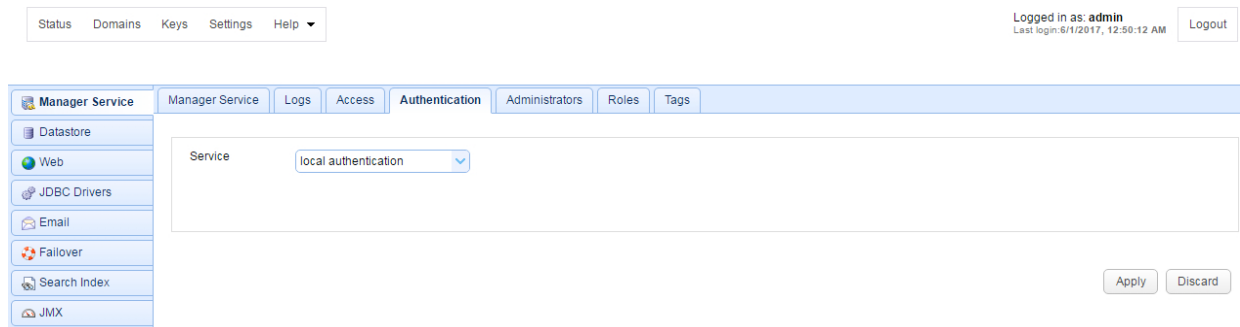 Status Domains Keys Settings Help
Logged in as: admin
Last login:6/1/2017, 12:50:12 AM
Logout
Manager Service
Datastore
Web
JDBC Drivers
Email
Failover
Search Index
JMX
Manager Service Logs Access Authentication Administrators Roles Tags
Service local authentication
Apply Discard